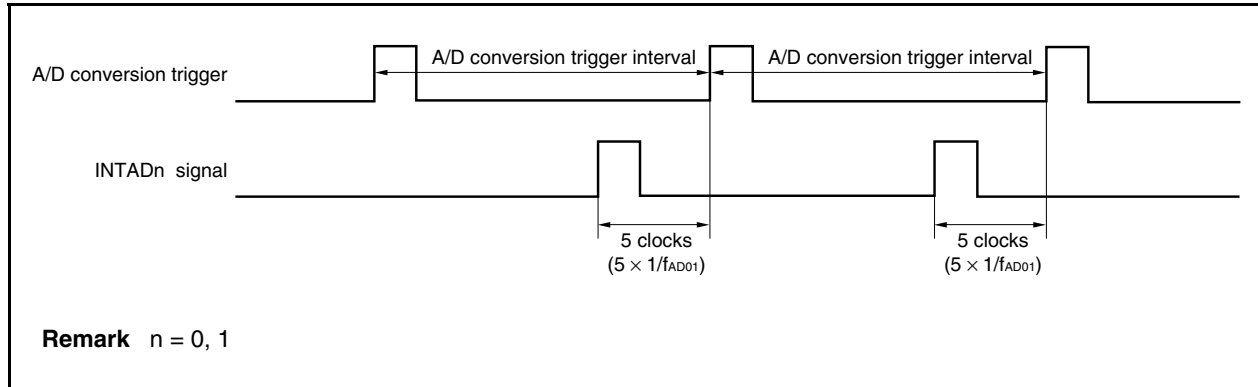 A/D conversion trigger interval A/D conversion trigger interval
A/D conversion trigger
INTADn signal
5 clocks 5 clocks
(5 × 1/fAD01) (5 × 1/fAD01)
Remark n = 0, 1